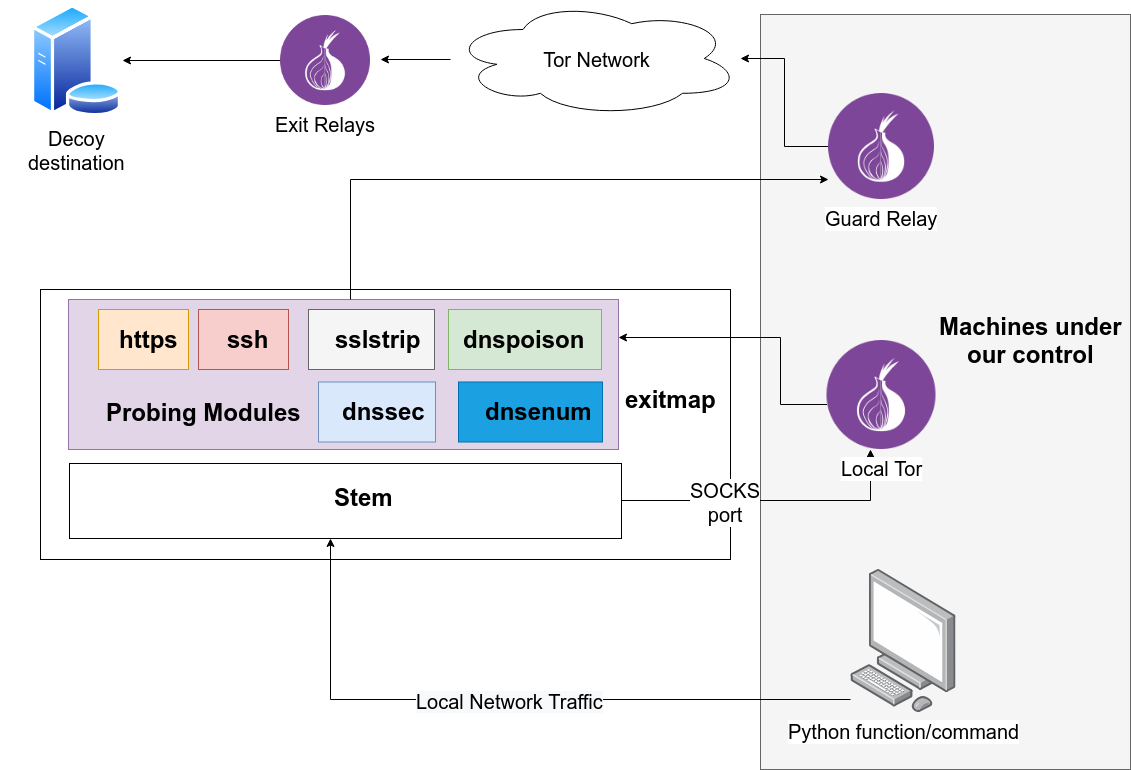 Tor Network
Exit Relays
Decoy
destination
Guard Relay
Machines under
our control
https
ssh
sslstrip
dnspoison
Probing Modules
dnssec
dnsenum
exitmap
Local Tor
Stem
SOCKS
port
Local Network Traffic
Python function/command